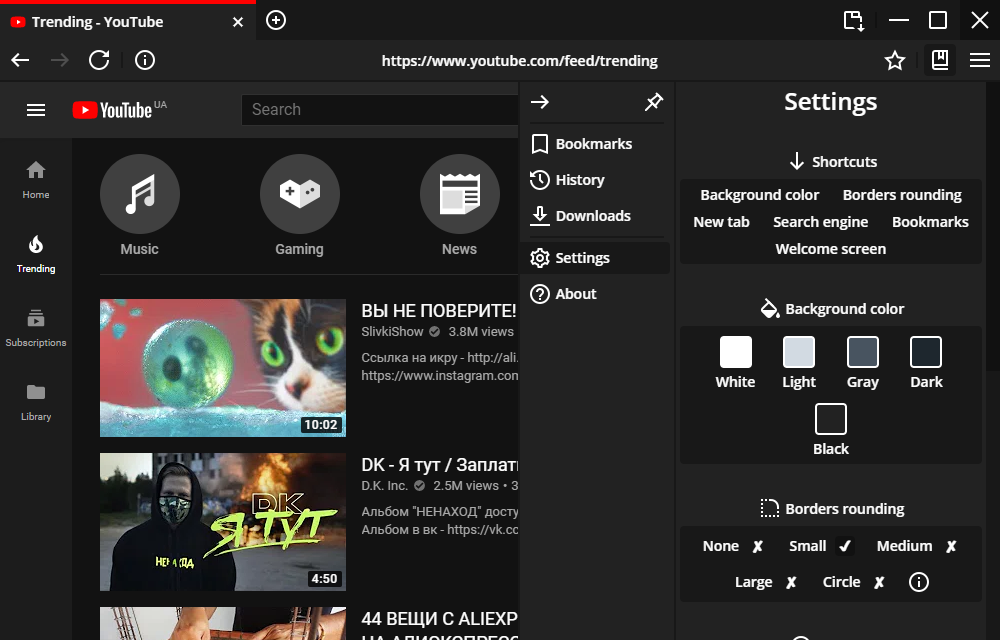 Trending - YouTube
https://www.youtube.com/feed/trending
YouTube UA
Search
Home
Trending
Subscriptions
Library
Music
Gaming
News
10:02
ВЫ НЕ ПОВЕРИТЕ!
SlivkiShow 3.8M views
Ссылка на икру - http://ali.
https://www.instagram.com
DK.
Я ТУТ
НЕНАХОД
4:50
DK - Я тут / Заплати
D.K. Inc. 2.5M views • 3
Альбом "НЕНАХОД" досту
Альбом в вк - https://vk.co
44 ВЕЩИ С ALIEXP
НА АЛИЭКСПРЕСС
Bookmarks
History
Downloads
Settings
About
Settings
Shortcuts
Background color Borders rounding
New tab Search engine Bookmarks
Welcome screen
Background color
White Light Gray Dark
Black
Borders rounding
None ✗ Small ✓ Medium ✗
Large ✗ Circle ✗